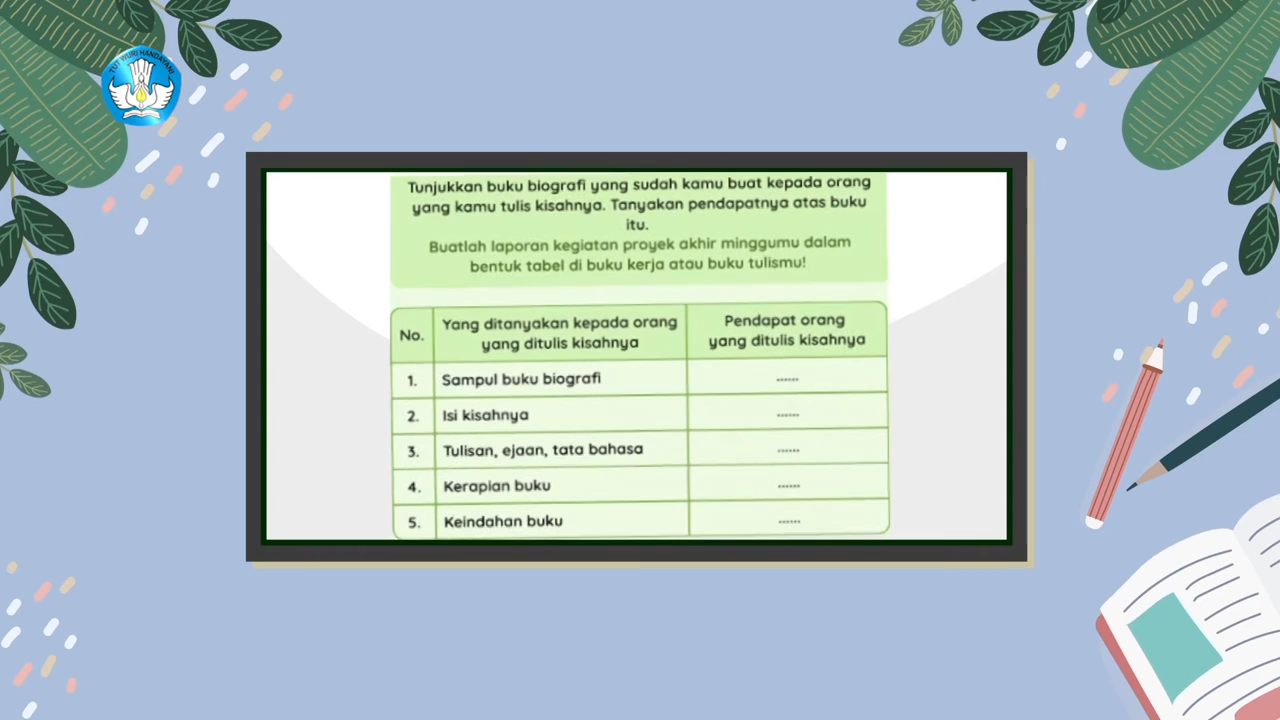 TUT WURI HANDAYANI
Tunjukkan buku biografi yang sudah kamu buat kepada orang
yang kamu tulis kisahnya. Tanyakan pendapatnya atas buku
itu.
Buatlah laporan kegiatan proyek akhir minggumu dalam
bentuk tabel di buku kerja atau buku tulismu!
No. Yang ditanyakan kepada orang yang ditulis kisahnya Pendapat orang yang ditulis kisahnya
1. Sampul buku biografi ......
2. Isi kisahnya ......
3. Tulisan, ejaan, tata bahasa ......
4. Kerapian buku ......
5. Keindahan buku ......